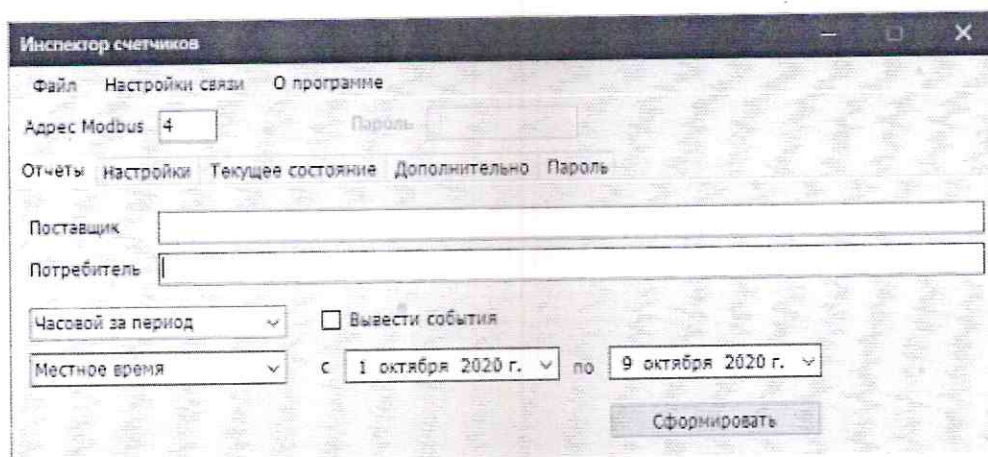 Инспектор счетчиков
Файл Настройки связи О программе
Адрес Modbus 4 Пароль
Отчёты Настройки Текущее состояние Дополнительно Пароль
Поставщик
Потребитель
Часовой за период Вывести события
Местное время с 1 октября 2020 г. по 9 октября 2020 г.
Сформировать